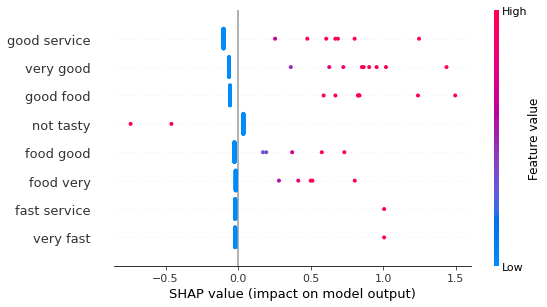 good service
very good
good food
not tasty
food good
food very
fast service
very fast
−0.5 0.0 0.5 1.0 1.5
SHAP value (impact on model output)
High
Feature value
Low